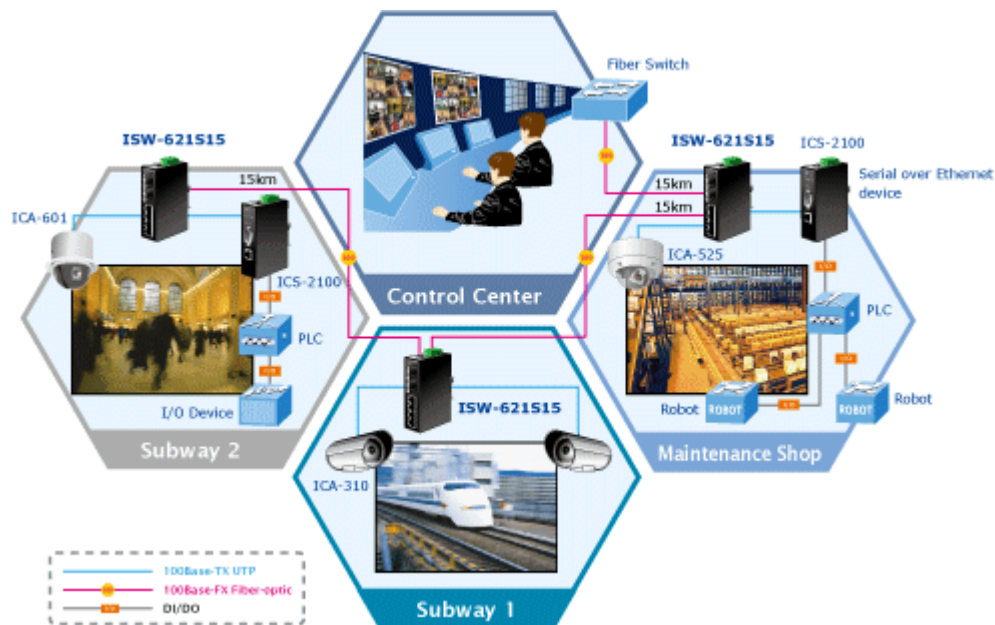 Fiber Switch
ISW-621S15
15km
ICA-601
ICS-2100
PLC
I/O Device
Subway 2
Control Center
ISW-621S15
ICS-2100
Serial over Ethernet
device
15km
15km
ICA-525
PLC
Robot
ROBOT
ROBOT
Robot
Maintenance Shop
ISW-621S15
ICA-310
Subway 1
100Base-TX UTP
100Base-FX Fiber-optic
DI/DO